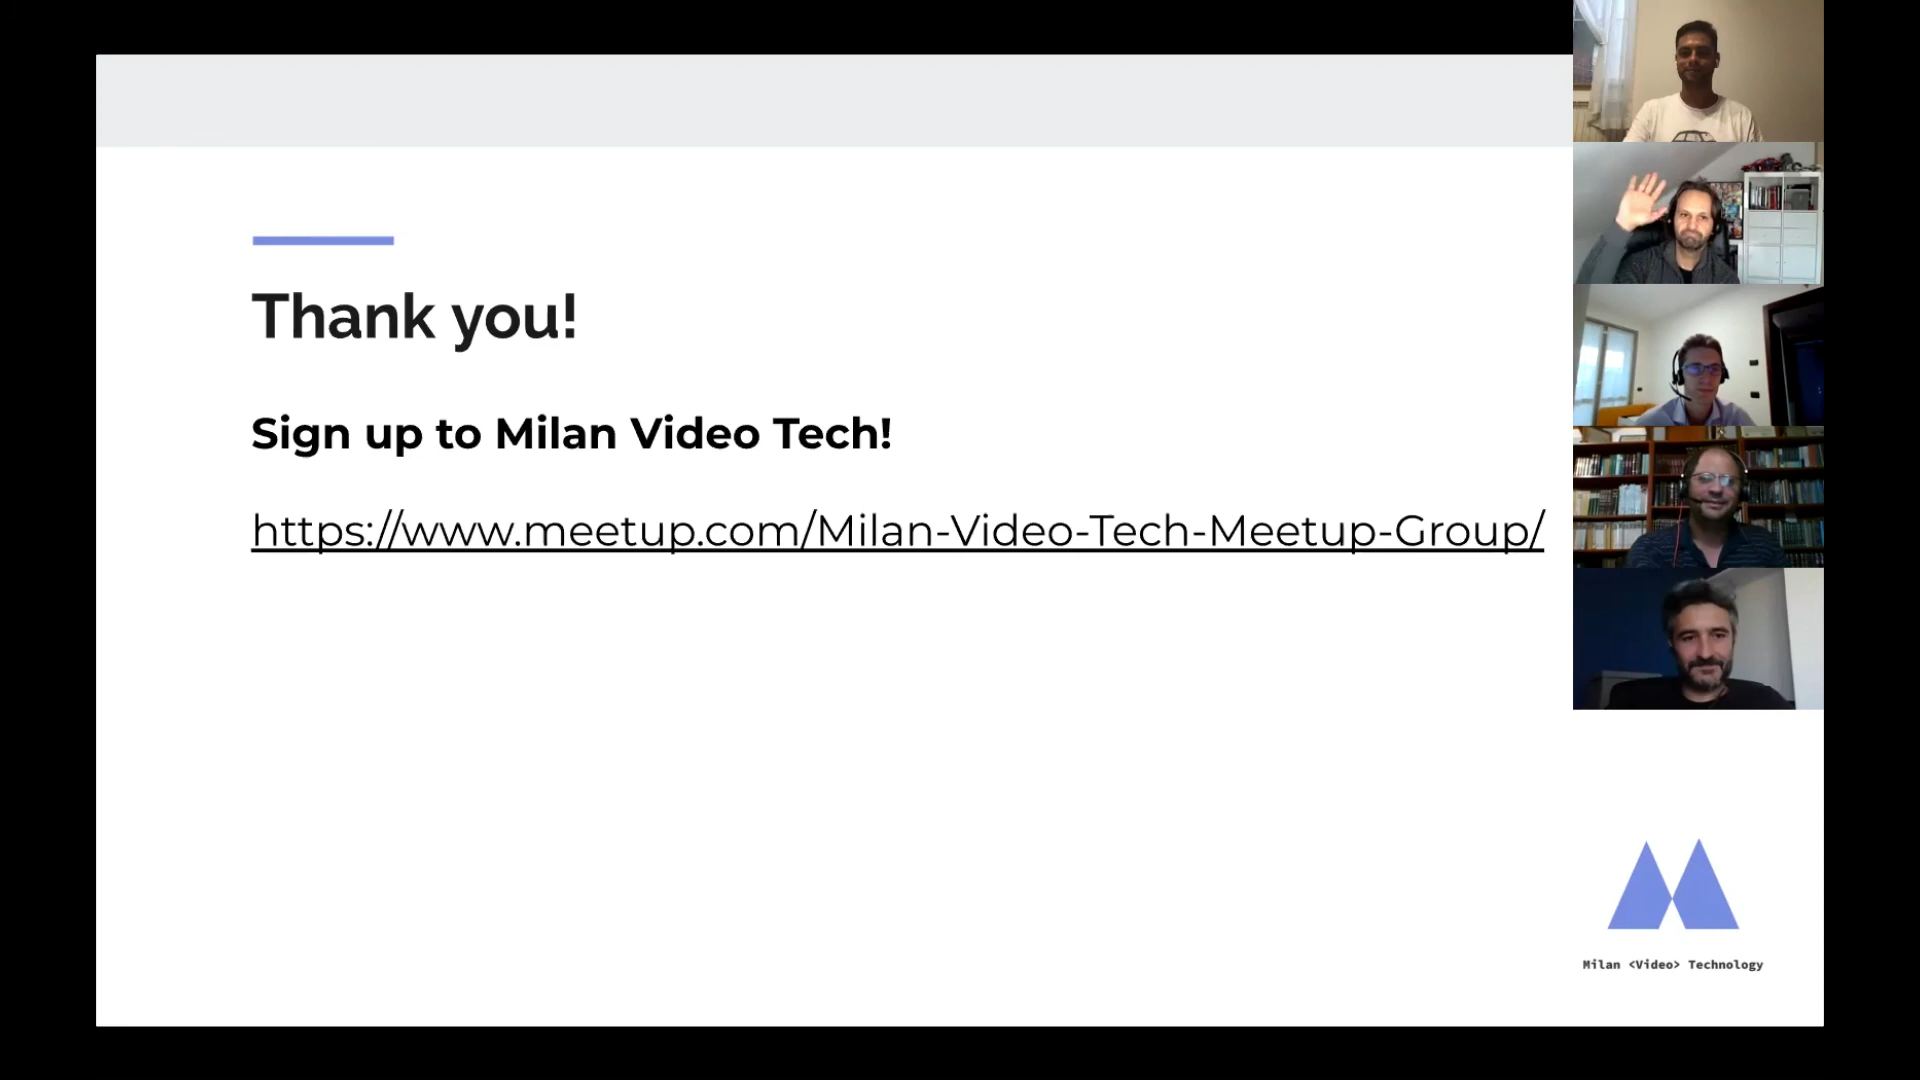 Thank you!
Sign up to Milan Video Tech!
https://www.meetup.com/Milan-Video-Tech-Meetup-Group/
Milan <Video> Technology